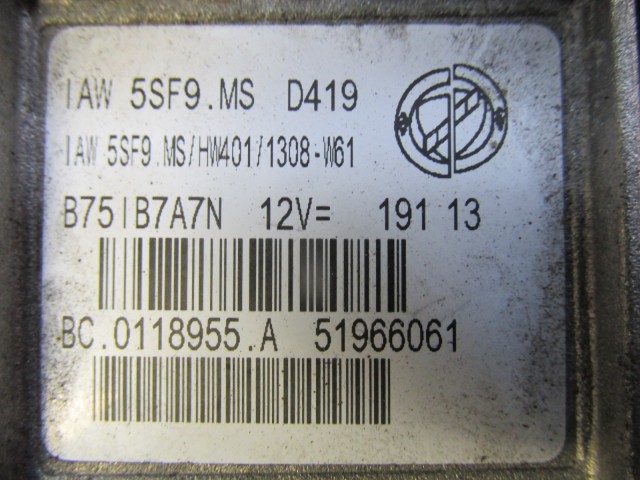 IAW 5SF9.MS D419
IAW 5SF9.MS/HW401/1308-W61
B75IB7A7N 12V= 191 13
BC.0118955.A 51966061